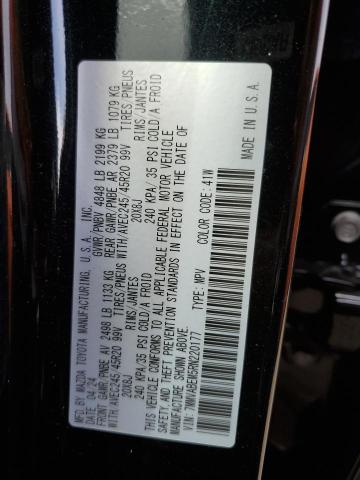 MFD. BY MAZDA TOYOTA MANUFACTURING, U.S.A. INC.
DATE: 04/24 GVWR/PNBV 4848 LB 2199 KG
FRONT GAWR/PNBE AV 2498 LB 1133 KG REAR GAWR/PNBE AR 2379 LB 1079 KG
WITH/AVEC245/45R20 99V TIRES/PNEUS WITH/AVEC245/45R20 99V TIRES/PNEUS
20X8J RIMS/JANTES 20X8J RIMS/JANTES
240 KPA/ 35 PSI COLD/A FROID 240 KPA/ 35 PSI COLD/A FROID
THIS VEHICLE CONFORMS TO ALL APPLICABLE FEDERAL MOTOR VEHICLE
SAFETY, AND THEFT PREVENTION STANDARDS IN EFFECT ON THE DATE OF
MANUFACTURE SHOWN ABOVE.
VIN: 7MMVABEM5RN220177 TYPE: MPV COLOR CODE: 41W
MADE IN U.S.A.